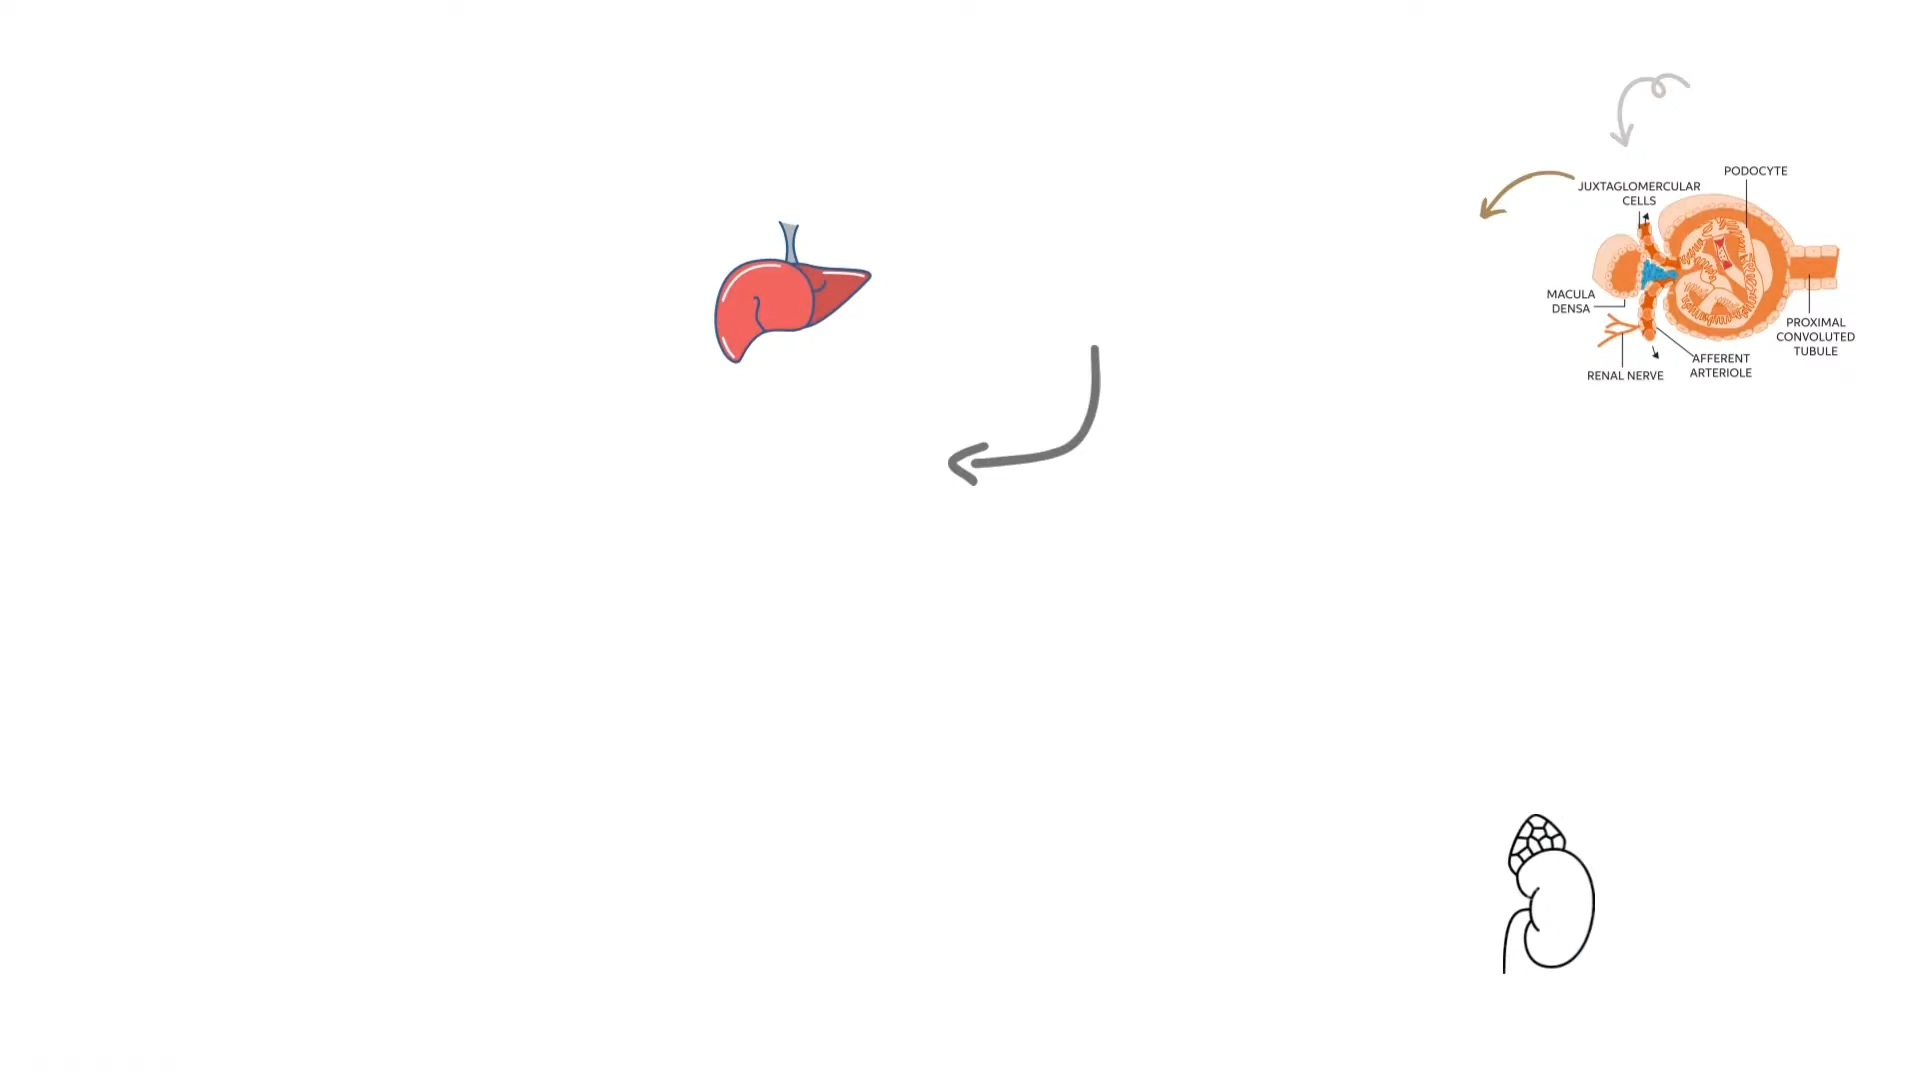 PODOCYTE
JUXTAGLOMERCULAR
CELLS
MACULA
DENSA
PROXIMAL
CONVOLUTED
TUBULE
AFFERENT
ARTERIOLE
RENAL NERVE